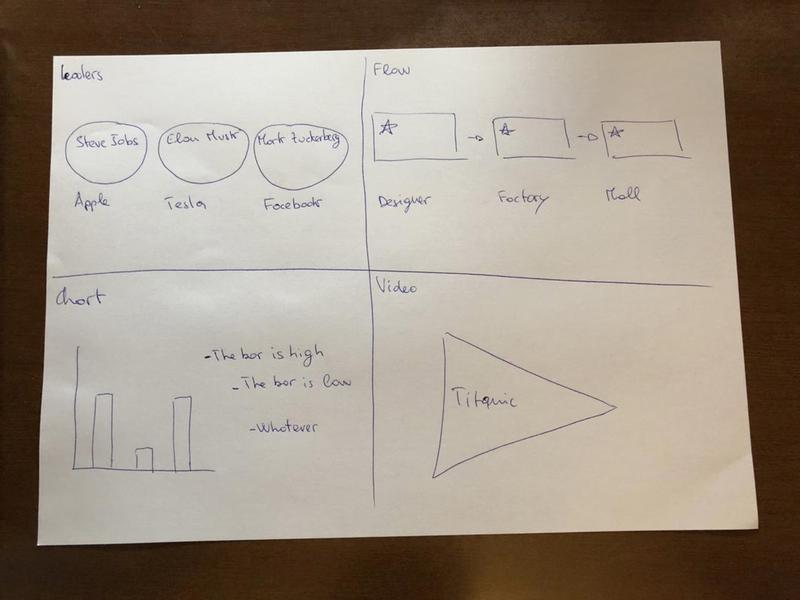 Leaders
Steve Jobs
Elon Musk
Mark Zuckerberg
Apple
Tesla
Facebook
Flow
Designer
Factory
Mall
Chart
-The bar is high
-The bar is low
-Whatever
Video
Titanic